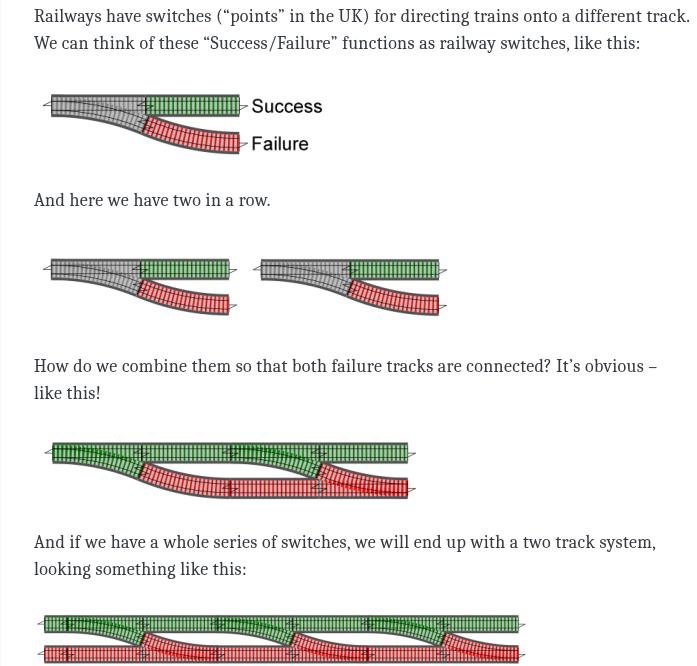 Railways have switches (“points” in the UK) for directing trains onto a different track.
We can think of these “Success/Failure” functions as railway switches, like this:
Success
Failure
And here we have two in a row.
How do we combine them so that both failure tracks are connected? It’s obvious –
like this!
And if we have a whole series of switches, we will end up with a two track system,
looking something like this: